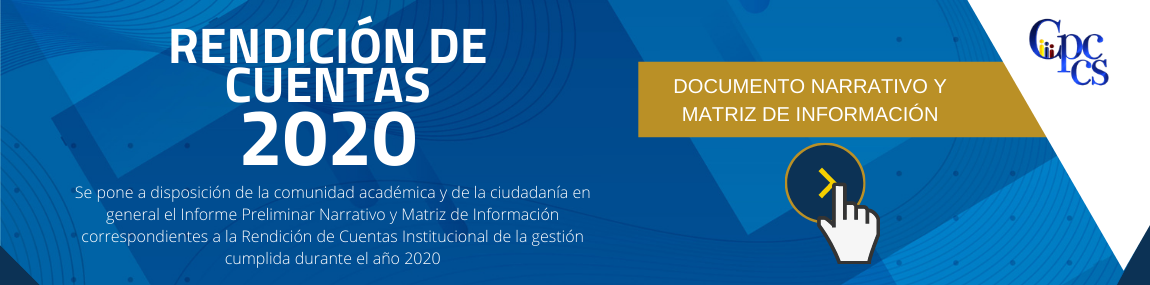 RENDICIÓN DE
CUENTAS
2020
Se pone a disposición de la comunidad académica y de la ciudadanía en
general el Informe Preliminar Narrativo y Matriz de Información
correspondientes a la Rendición de Cuentas Institucional de la gestión
cumplida durante el año 2020
DOCUMENTO NARRATIVO Y
MATRIZ DE INFORMACIÓN
Cpc
cs